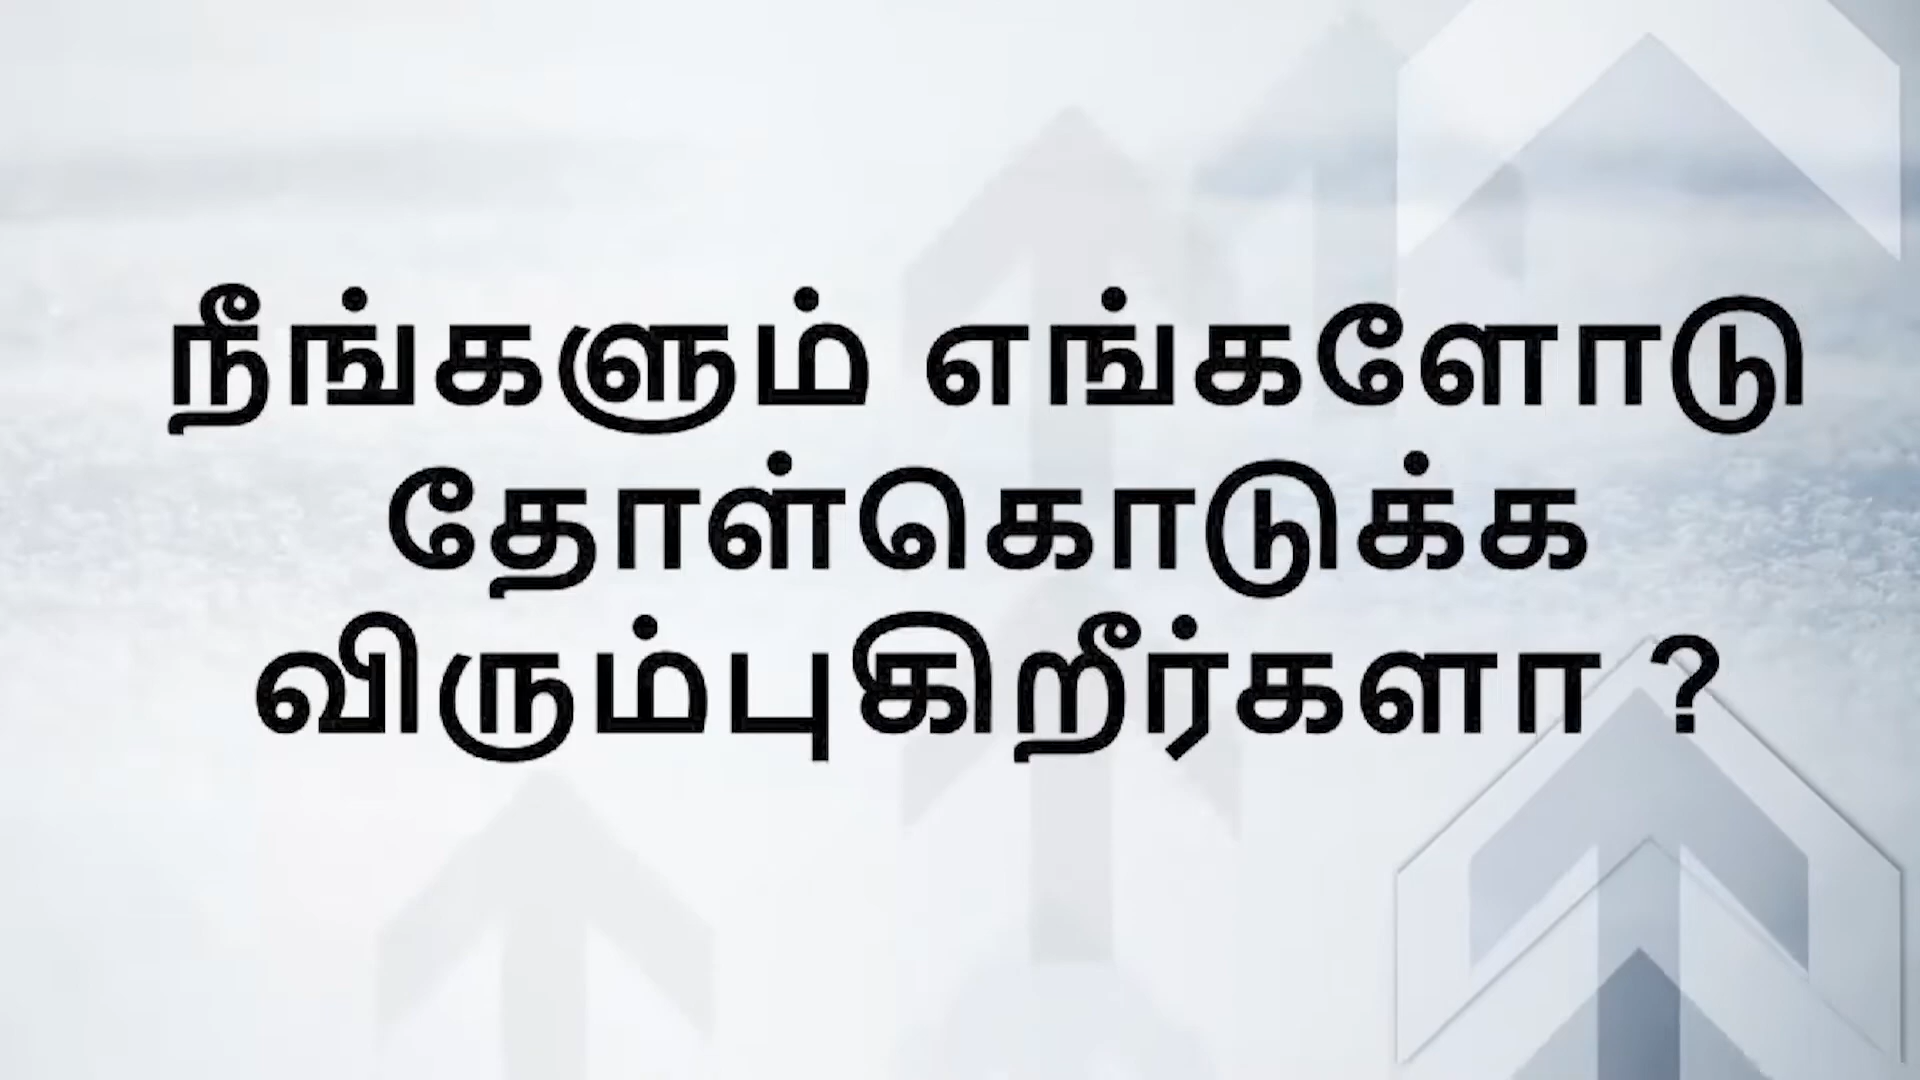 நீங்களும் எங்களோடு
தோள்கொடுக்க
விரும்புகிறீர்களா ?